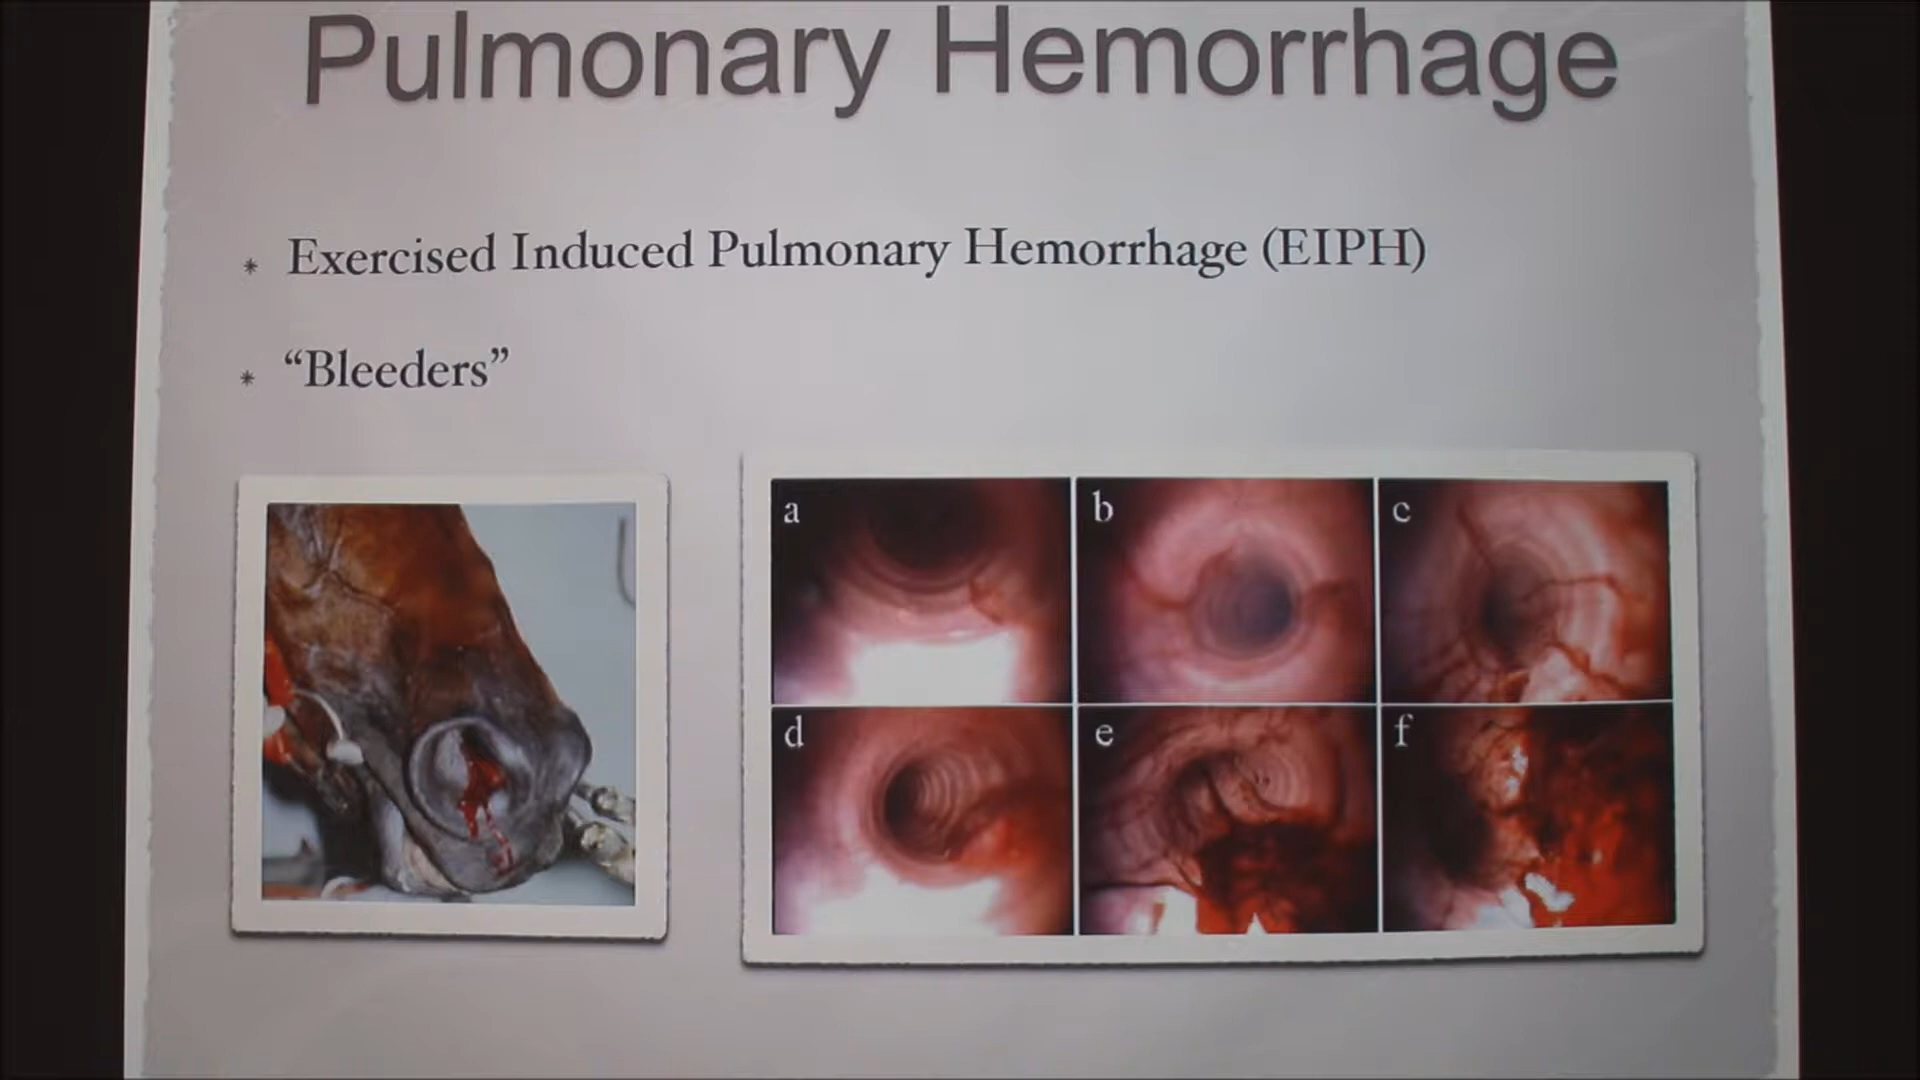 Pulmonary Hemorrhage
* Exercised Induced Pulmonary Hemorrhage (EIPH)
* “Bleeders”
a
b
c
d
e
f